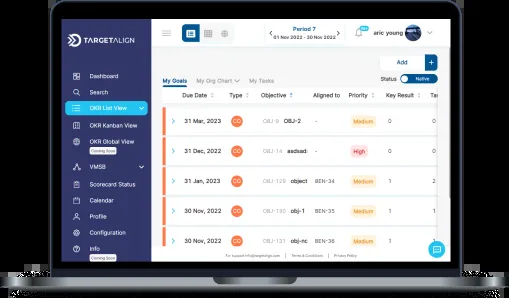 TARGETALIGN
Period 7
01 Nov 2022 - 30 Nov 2022
aric young
Dashboard
Search
OKR List View
OKR Kanban View
OKR Global View
Coming Soon
VMSB
Scorecard Status
Calendar
Profile
Configuration
Info
Coming Soon
Add +
Status Native
My Goals My Org Chart My Tasks
Due Date Type Objective Aligned to Priority Key Result
31 Mar, 2023 CO OBJ-9 OBJ-2 - Medium 0 0
31 Dec, 2022 CO OBJ-14 asdsad: - High 0 0
31 Jan, 2023 CO OBJ-129 object BEN-34 Medium 1 2
30 Nov, 2022 CO OBJ-130 obj-1 BEN-35 Medium 1
30 Nov, 2022 CO OBJ-131 obj-nc BEN-36 Medium 1
For support info@targetalign.com | Terms & Conditions | Privacy Policy